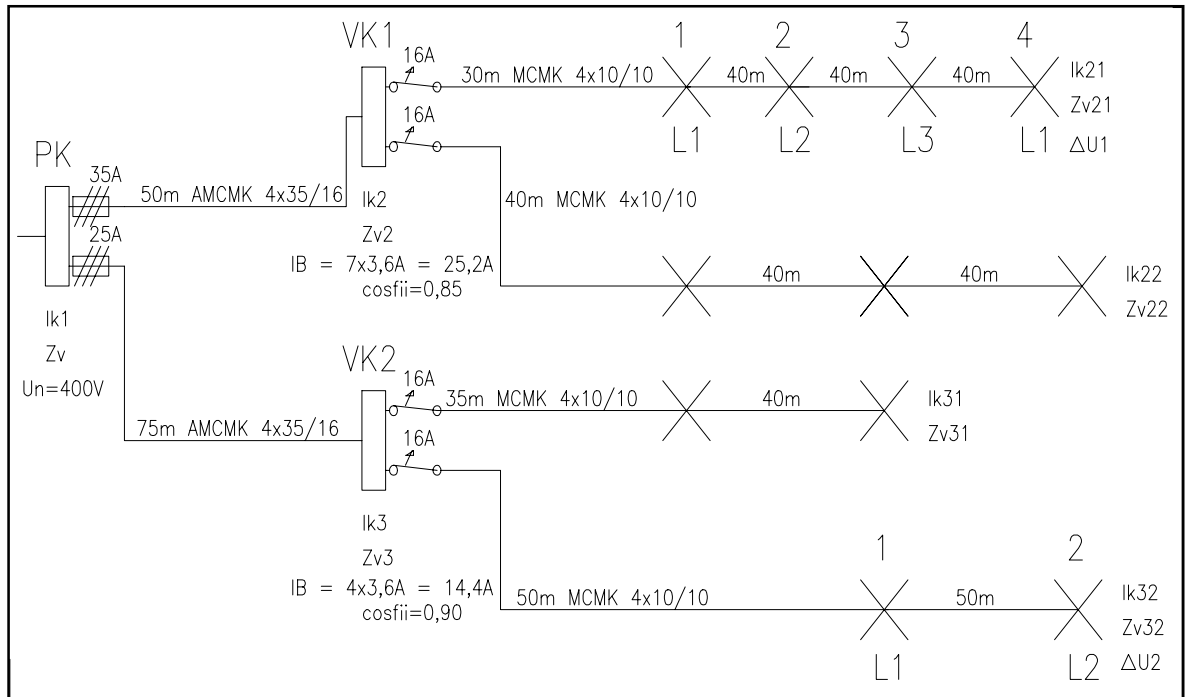 VK1
16A
1
2
3
4
30m MCMK 4x10/10
40m
40m
40m
Ik21
Zv21
16A
L1
L2
L3
L1
△U1
PK
35A
50m AMCMK 4x35/16
Ik2
40m MCMK 4x10/10
25A
Zv2
IB = 7x3,6A = 25,2A
cosfii=0,85
40m
40m
Ik22
Zv22
Ik1
Zv
Un=400V
VK2
16A
35m MCMK 4x10/10
40m
Ik31
Zv31
75m AMCMK 4x35/16
16A
Ik3
Zv3
1
2
IB = 4x3,6A = 14,4A
cosfii=0,90
50m MCMK 4x10/10
50m
Ik32
Zv32
L1
L2
△U2